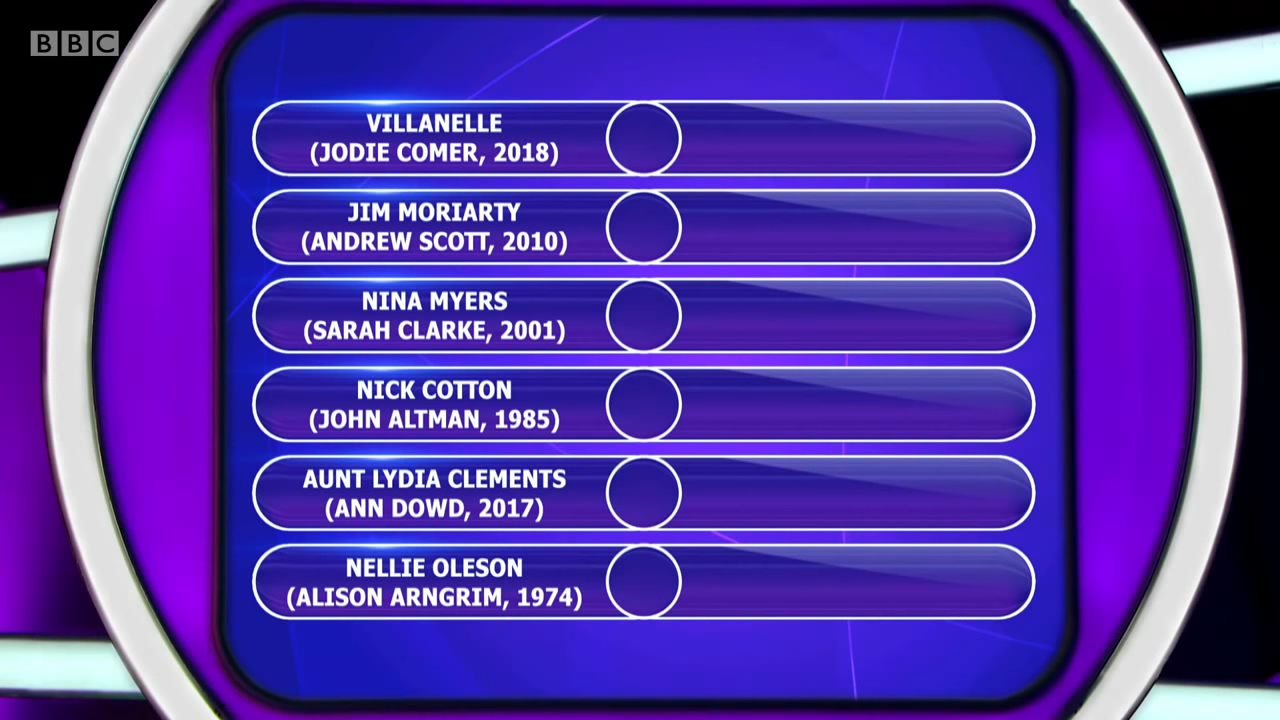 BBC
VILLANELLE
(JODIE COMER, 2018)
JIM MORIARTY
(ANDREW SCOTT, 2010)
NINA MYERS
(SARAH CLARKE, 2001)
NICK COTTON
(JOHN ALTMAN, 1985)
AUNT LYDIA CLEMENTS
(ANN DOWD, 2017)
NELLIE OLESON
(ALISON ARNGRIM, 1974)